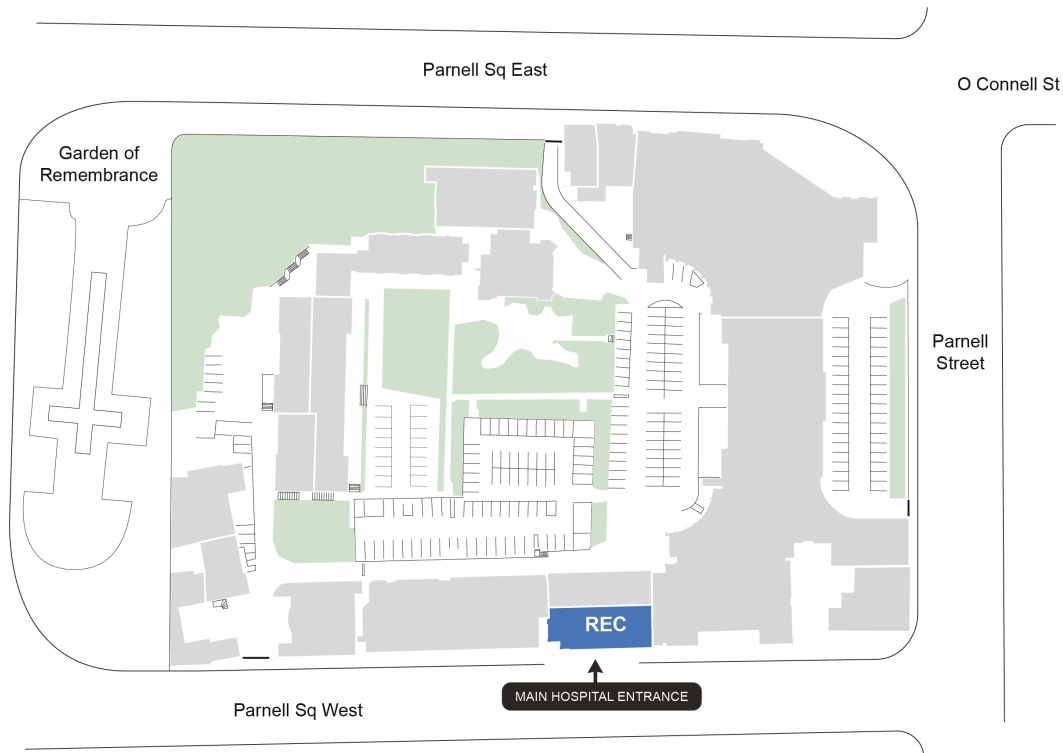 Parnell Sq East
O Connell St
Garden of
Remembrance
Parnell
Street
REC
MAIN HOSPITAL ENTRANCE
Parnell Sq West